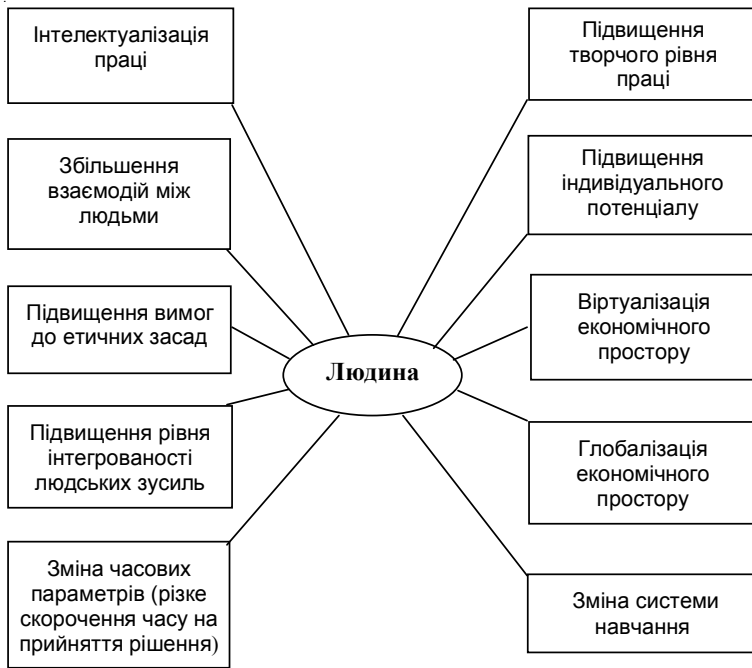 Інтелектуалізація
праці
Збільшення
взаємодій між
людьми
Підвищення вимог
до етичних засад
Підвищення рівня
інтегрованості
людських зусиль
Зміна часових
параметрів (різке
скорочення часу на
прийняття рішення)
Людина
Підвищення
творчого рівня
праці
Підвищення
індивідуального
потенціалу
Віртуалізація
економічного
простору
Глобалізація
економічного
простору
Зміна системи
навчання